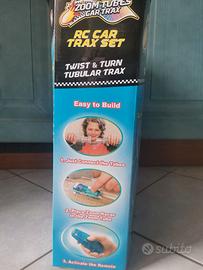 ZOOM TUBES
CAR TRAX
RC CAR
TRAX SET
TWIST & TURN
TUBULAR TRAX
Easy to Build
1. Just Connect the Tubes
3. Activate the Remote
subito